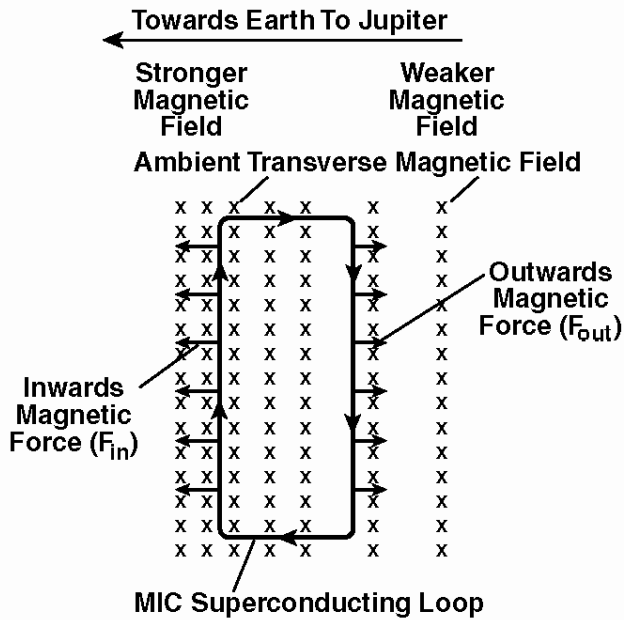 Towards Earth To Jupiter
Stronger
Magnetic
Field
Weaker
Magnetic
Field
Ambient Transverse Magnetic Field
x x x x x x x
x x x x x x
x x x x x x x
x x x x x x x
x x x x x x x
x x x x x x x
x x x x x x x
x x x x x x x
x x x x x x x
x x x x x x x
x x x x x x x
x x x x x x x
x x x x x x x
x x x x x x x
x x x x x x x
Outwards
Magnetic
Force (Fout)
Inwards
Magnetic
Force (Fin)
MIC Superconducting Loop